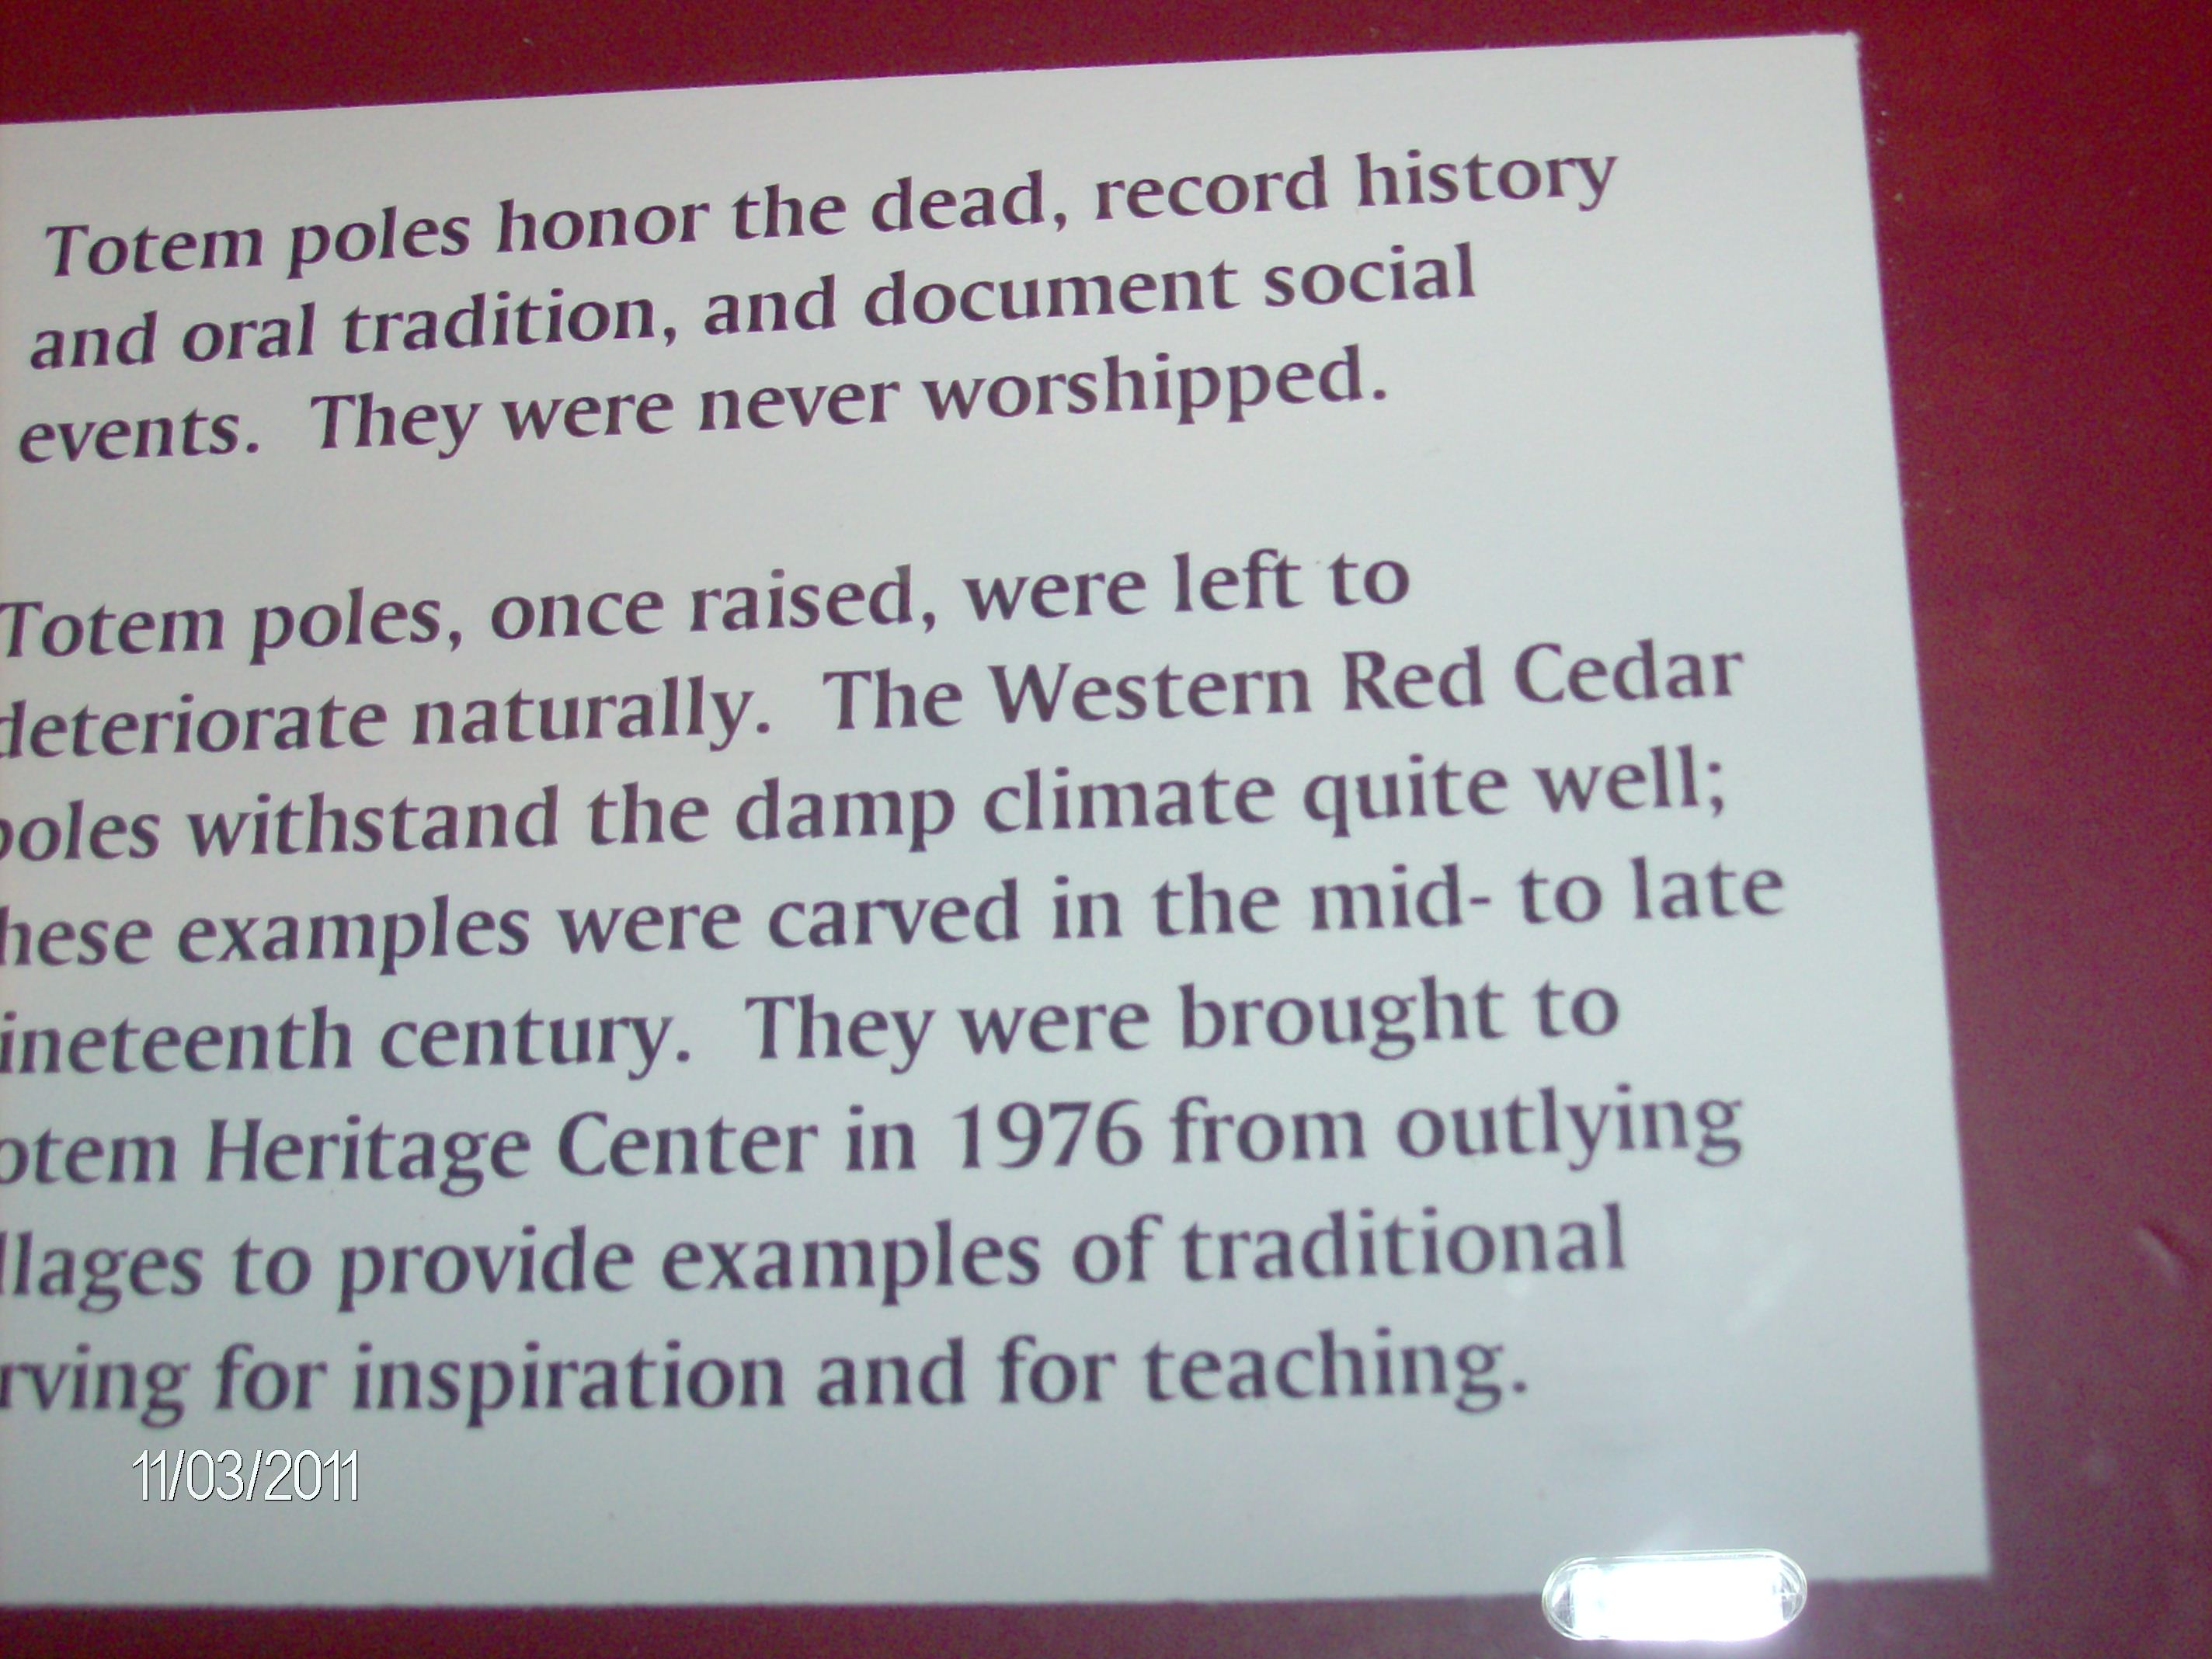 Totem poles honor the dead, record history
and oral tradition, and document social
events. They were never worshipped.
Totem poles, once raised, were left to
deteriorate naturally. The Western Red Cedar
poles withstand the damp climate quite well;
hese examples were carved in the mid- to late
ineteenth century. They were brought to
otem Heritage Center in 1976 from outlying
llages to provide examples of traditional
rving for inspiration and for teaching.
11/03/2011